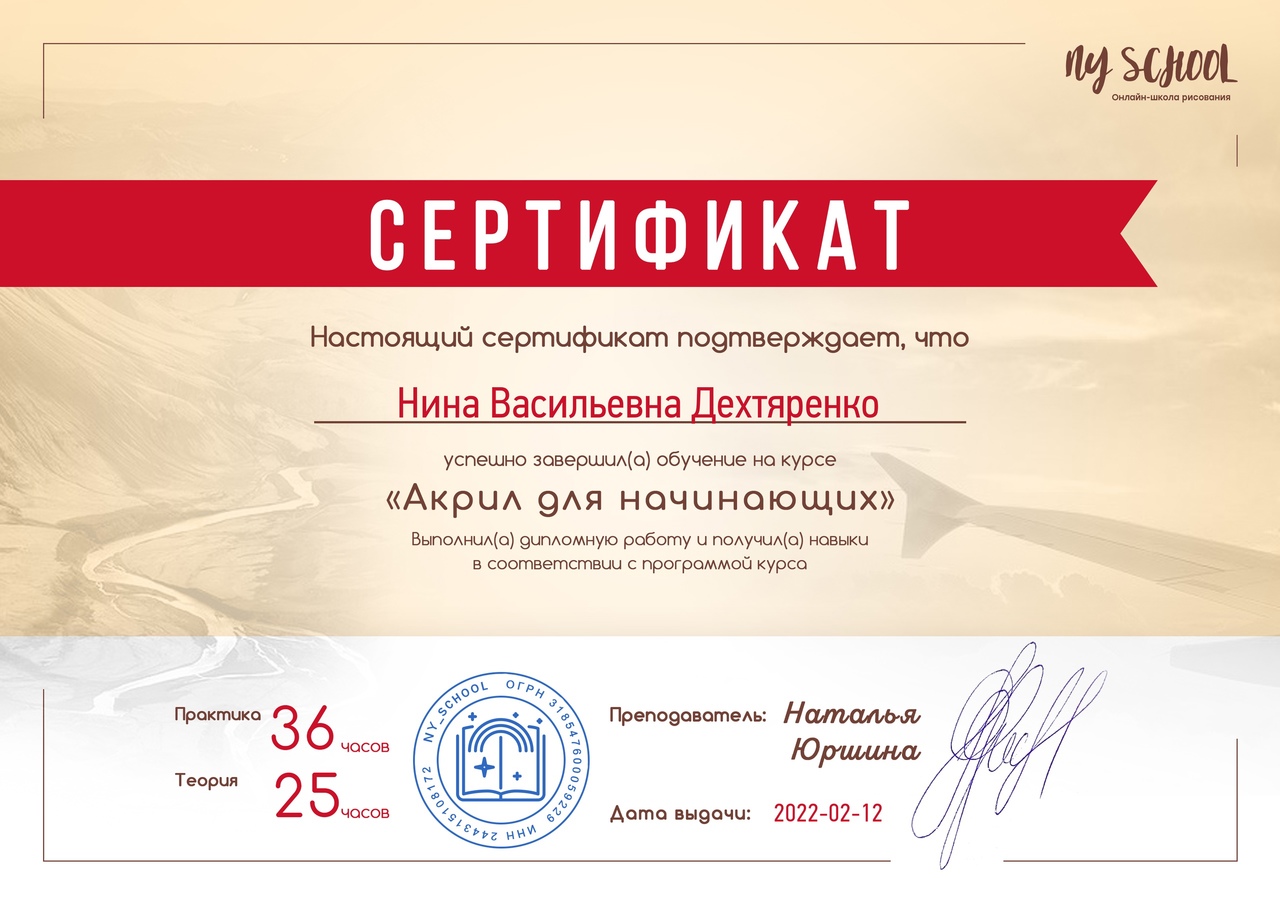 NY SCHOOL
Онлайн-школа рисования
СЕРТИФИКАТ
Настоящий сертификат подтверждает, что
Нина Васильевна Дехтяренко
успешно завершил(а) обучение на курсе
«Акрил для начинающих»
Выполнил(а) дипломную работу и получил(а) навыки
в соответствии с программой курса
Практика 36 часов
Теория 25 часов
NY_SCHOOL ОГРН 318547600059229 ИНН 244315108172
Преподаватель: Наталья
Юршина
Дата выдачи: 2022-02-12